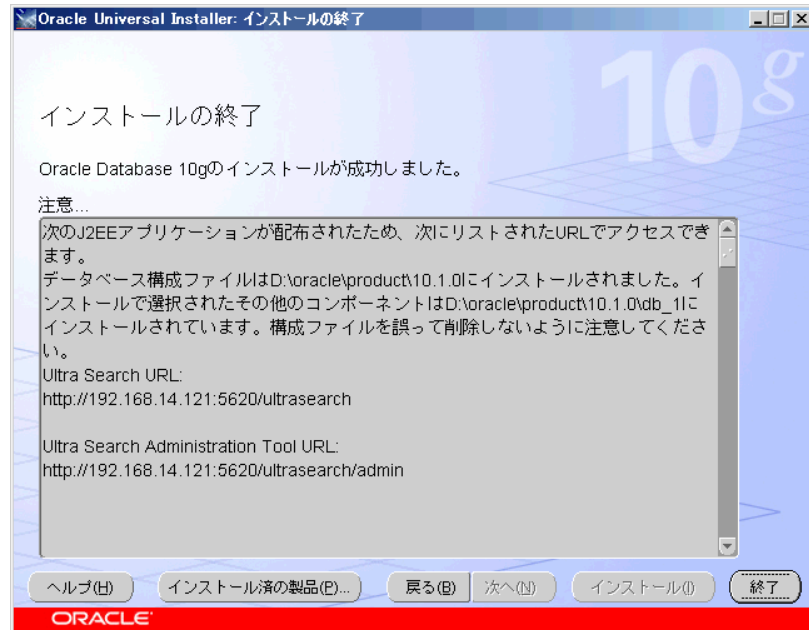 Oracle Universal Installer: インストールの終了
10g
インストールの終了
Oracle Database 10gのインストールが成功しました。
注意...
次のJ2EEアプリケーションが配布されたため、次にリストされたURLでアクセスでき
ます。
データベース構成ファイルはD:\oracle\product\10.1.0にインストールされました。イ
ンストールで選択されたその他のコンポーネントはD:\oracle\product\10.1.0\db_1に
インストールされています。構成ファイルを誤って削除しないように注意してくださ
い。
Ultra Search URL:
http://192.168.14.121:5620/ultrasearch
Ultra Search Administration Tool URL:
http://192.168.14.121:5620/ultrasearch/admin
ヘルプ(H) インストール済の製品(P)... 戻る(B) 次へ(N) インストール(I) 終了
ORACLE